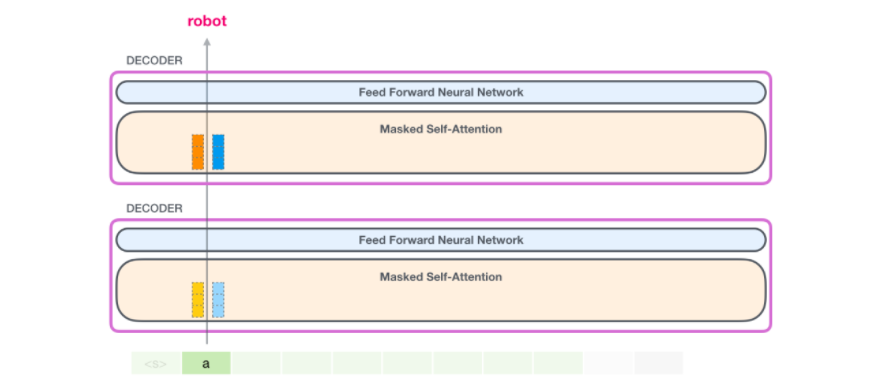 robot
DECODER
Feed Forward Neural Network
Masked Self-Attention
DECODER
Feed Forward Neural Network
Masked Self-Attention
<s> a